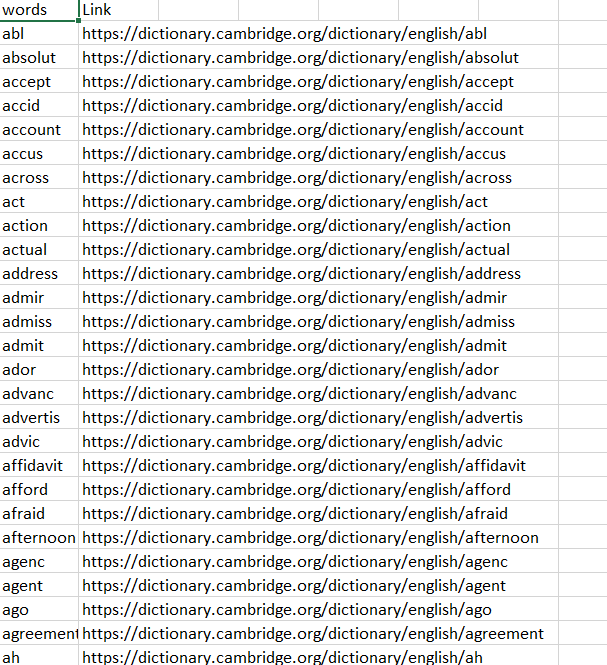 words Link
abl https://dictionary.cambridge.org/dictionary/english/abl
absolut https://dictionary.cambridge.org/dictionary/english/absolut
accept https://dictionary.cambridge.org/dictionary/english/accept
accid https://dictionary.cambridge.org/dictionary/english/accid
account https://dictionary.cambridge.org/dictionary/english/account
accus https://dictionary.cambridge.org/dictionary/english/accus
across https://dictionary.cambridge.org/dictionary/english/across
act https://dictionary.cambridge.org/dictionary/english/act
action https://dictionary.cambridge.org/dictionary/english/action
actual https://dictionary.cambridge.org/dictionary/english/actual
address https://dictionary.cambridge.org/dictionary/english/address
admir https://dictionary.cambridge.org/dictionary/english/admir
admiss https://dictionary.cambridge.org/dictionary/english/admiss
admit https://dictionary.cambridge.org/dictionary/english/admit
ador https://dictionary.cambridge.org/dictionary/english/ador
advanc https://dictionary.cambridge.org/dictionary/english/advanc
advertis https://dictionary.cambridge.org/dictionary/english/advertis
advic https://dictionary.cambridge.org/dictionary/english/advic
affidavit https://dictionary.cambridge.org/dictionary/english/affidavit
afford https://dictionary.cambridge.org/dictionary/english/afford
afraid https://dictionary.cambridge.org/dictionary/english/afraid
afternoon https://dictionary.cambridge.org/dictionary/english/afternoon
agenc https://dictionary.cambridge.org/dictionary/english/agenc
agent https://dictionary.cambridge.org/dictionary/english/agent
ago https://dictionary.cambridge.org/dictionary/english/ago
agreement https://dictionary.cambridge.org/dictionary/english/agreement
ah https://dictionary.cambridge.org/dictionary/english/ah